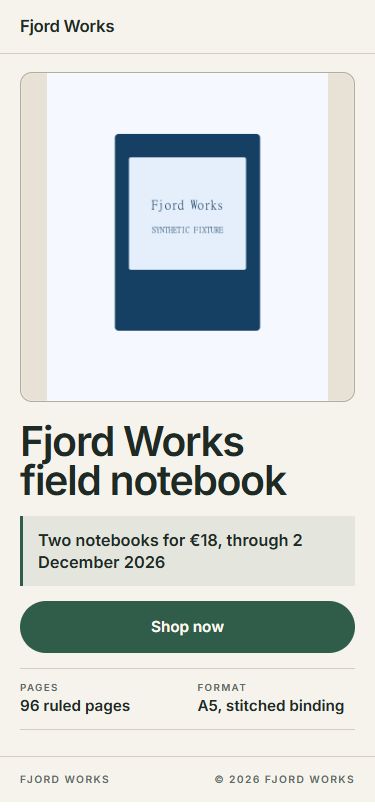 Fjord Works
Fjord Works
SYNTHETIC FIXTURE
Fjord Works
field notebook
Two notebooks for €18, through 2
December 2026
Shop now
PAGES
96 ruled pages
FORMAT
A5, stitched binding
FJORD WORKS
© 2026 FJORD WORKS